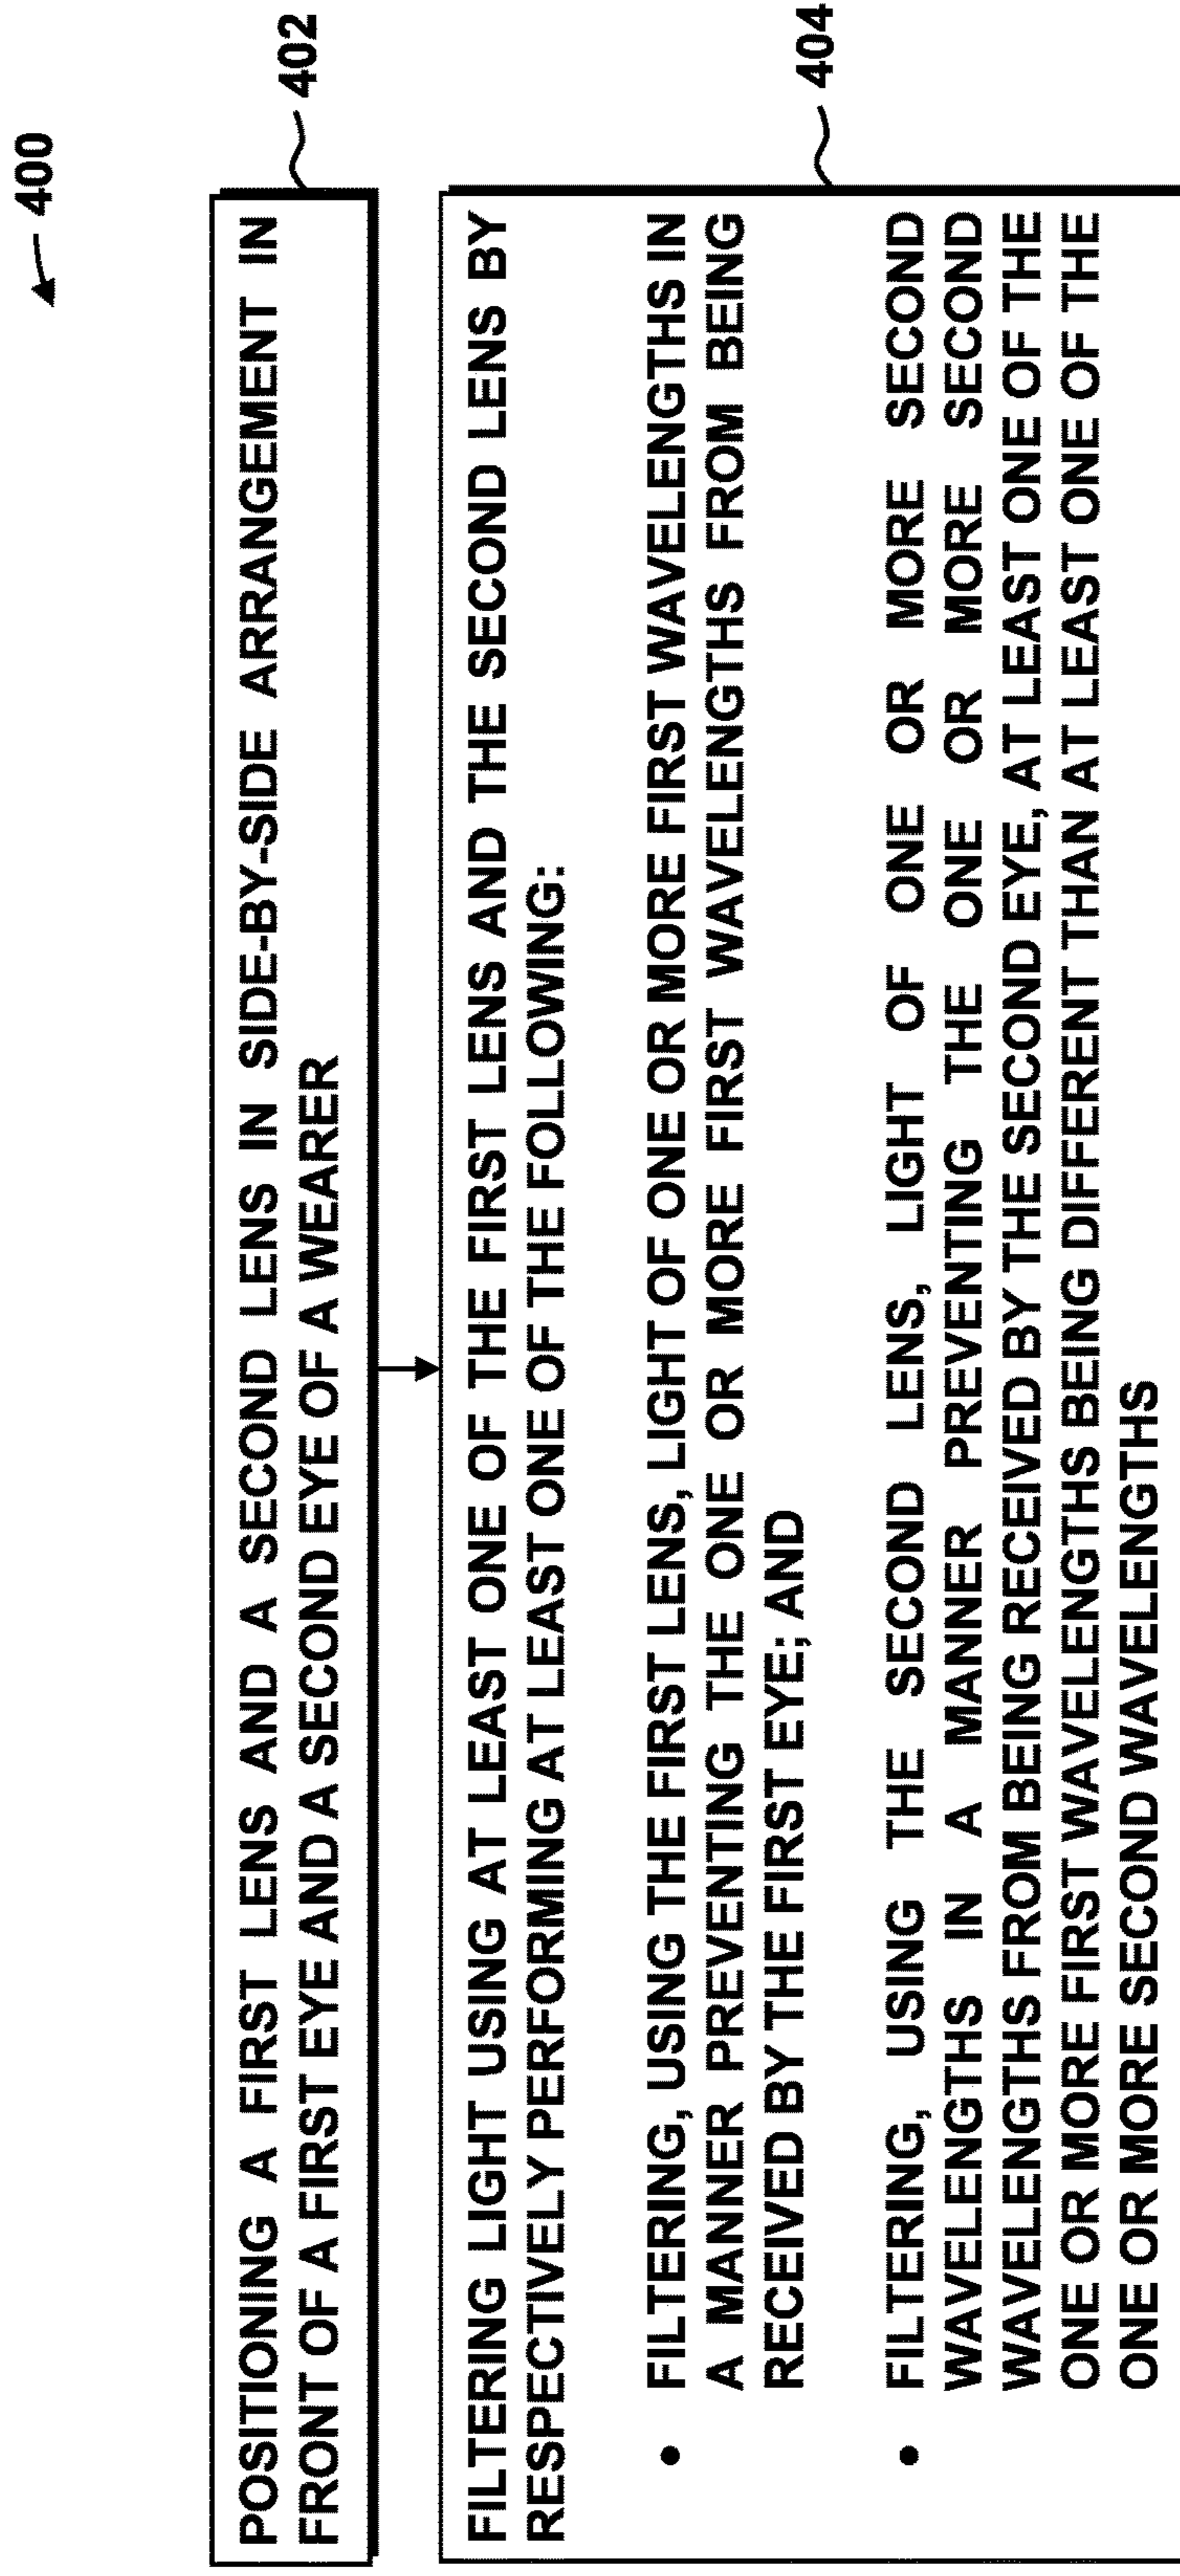 400
POSITIONING A FIRST LENS AND A SECOND LENS IN SIDE-BY-SIDE ARRANGEMENT IN
FRONT OF A FIRST EYE AND A SECOND EYE OF A WEARER
402
FILTERING LIGHT USING AT LEAST ONE OF THE FIRST LENS AND THE SECOND LENS BY
RESPECTIVELY PERFORMING AT LEAST ONE OF THE FOLLOWING:
• FILTERING, USING THE FIRST LENS, LIGHT OF ONE OR MORE FIRST WAVELENGTHS IN
A MANNER PREVENTING THE ONE OR MORE FIRST WAVELENGTHS FROM BEING
RECEIVED BY THE FIRST EYE; AND
• FILTERING, USING THE SECOND LENS, LIGHT OF ONE OR MORE SECOND
WAVELENGTHS IN A MANNER PREVENTING THE ONE OR MORE SECOND
WAVELENGTHS FROM BEING RECEIVED BY THE SECOND EYE, AT LEAST ONE OF THE
ONE OR MORE FIRST WAVELENGTHS BEING DIFFERENT THAN AT LEAST ONE OF THE
ONE OR MORE SECOND WAVELENGTHS
404